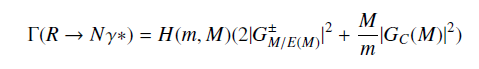 Γ(R → Nγ∗) = H(m, M)(2|G^{±}_{M/E(M)}|^2 + \frac{M}{m}|G_C(M)|^2)